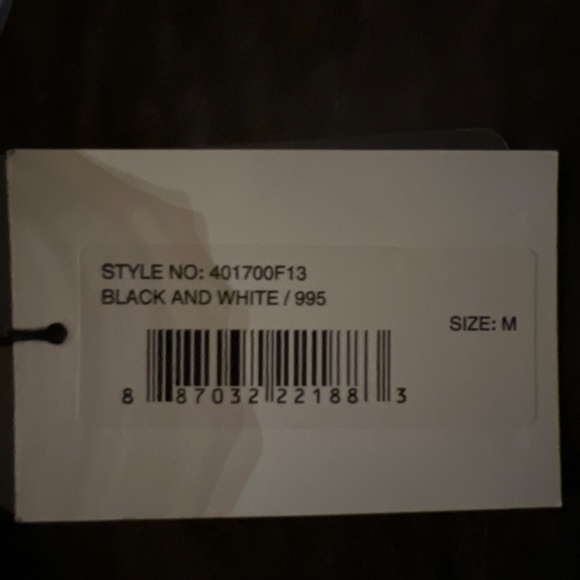 STYLE NO: 401700F13
BLACK AND WHITE / 995
SIZE: M
8 87032 22188 3